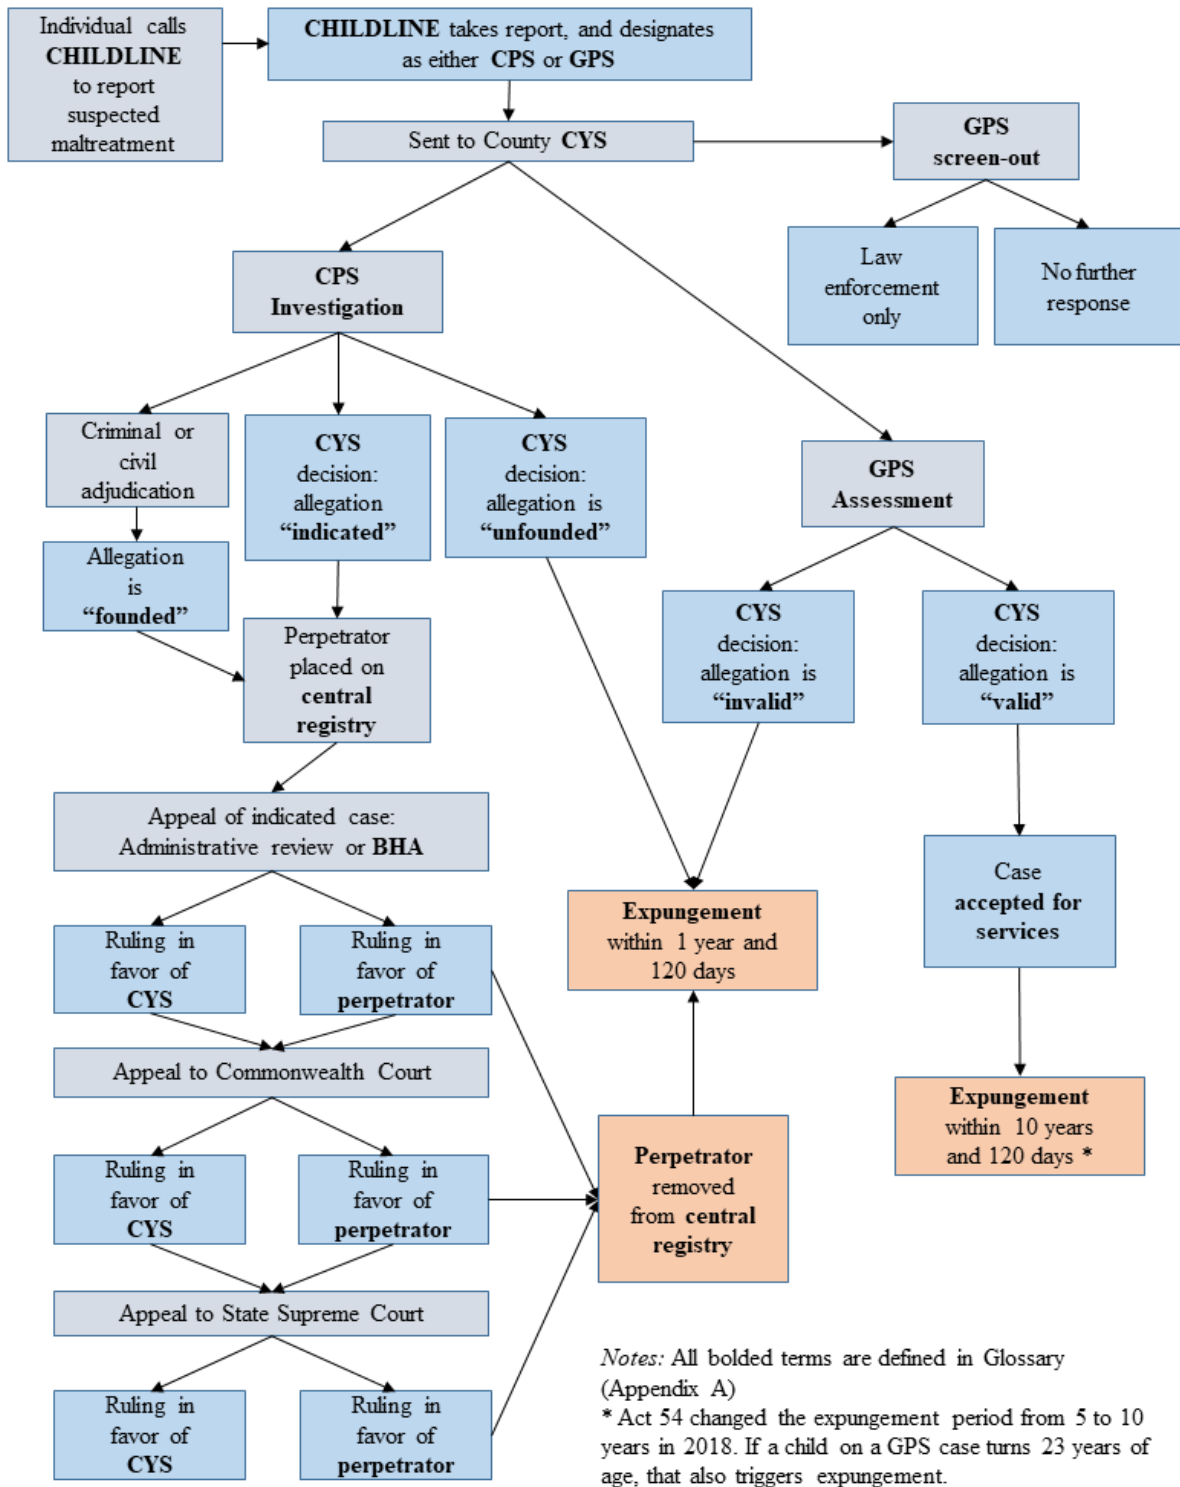 Individual calls
CHILDLINE
to report
suspected
maltreatment
CHILDLINE takes report, and designates
as either CPS or GPS
Sent to County CYS
GPS
screen-out
Law
enforcement
only
No further
response
CPS
Investigation
Criminal or
civil
adjudication
CYS
decision:
allegation
“indicated”
CYS
decision:
allegation is
“unfounded”
GPS
Assessment
Allegation
is
“founded”
CYS
decision:
allegation is
“invalid”
CYS
decision:
allegation is
“valid”
Perpetrator
placed on
central
registry
Appeal of indicated case:
Administrative review or BHA
Case
accepted for
services
Expungement
within 1 year and
120 days
Ruling in
favor of
CYS
Ruling in
favor of
perpetrator
Appeal to Commonwealth Court
Expungement
within 10 years
and 120 days *
Perpetrator
removed
from central
registry
Ruling in
favor of
CYS
Ruling in
favor of
perpetrator
Appeal to State Supreme Court
Ruling in
favor of
CYS
Ruling in
favor of
perpetrator
Notes: All bolded terms are defined in Glossary
(Appendix A)
* Act 54 changed the expungement period from 5 to 10
years in 2018. If a child on a GPS case turns 23 years of
age, that also triggers expungement.